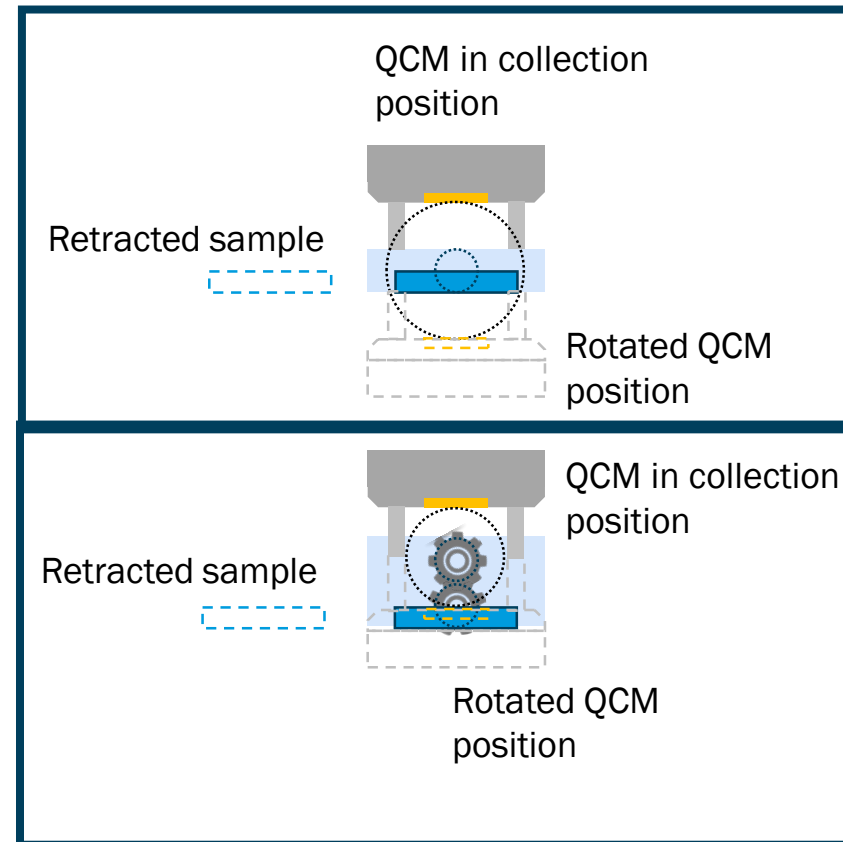 QCM in collection
position
Retracted sample
Rotated QCM
position
QCM in collection
position
Retracted sample
Rotated QCM
position